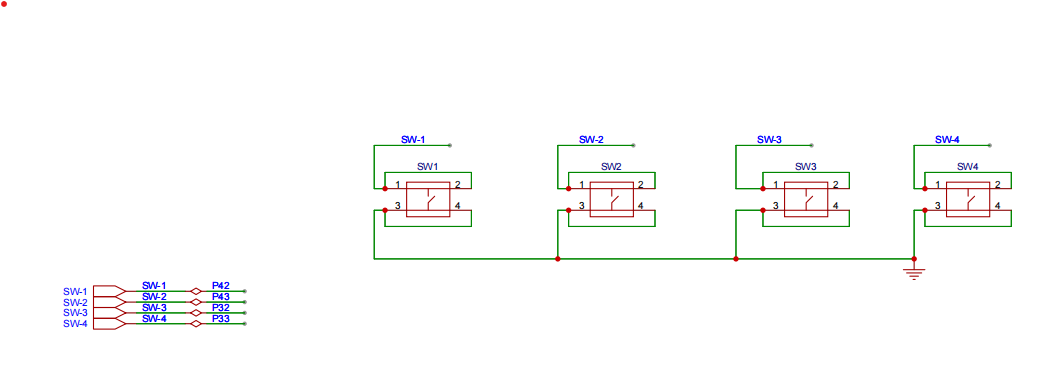 SW-1 SW-2 SW-3 SW-4
SW1 SW2 SW3 SW4
1 2 1 2 1 2 1 2
3 4 3 4 3 4 3 4
SW-1 SW-1 P42
SW-2 SW-2 P43
SW-3 SW-3 P32
SW-4 SW-4 P33